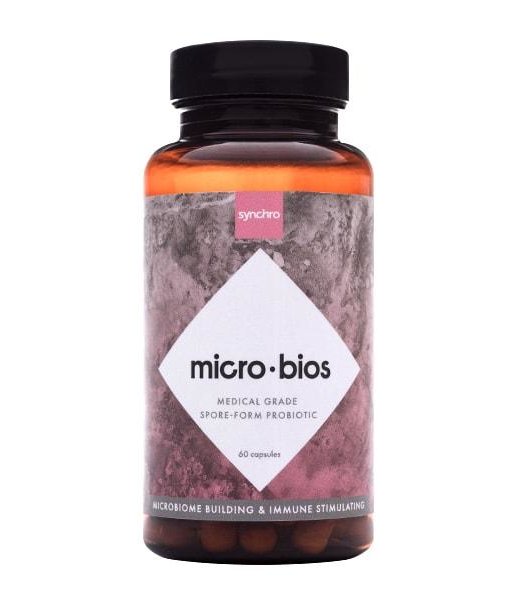 synchro
micro•bios
MEDICAL GRADE
SPORE-FORM PROBIOTIC
60 capsules
MICROBIOME BUILDING & IMMUNE STIMULATING